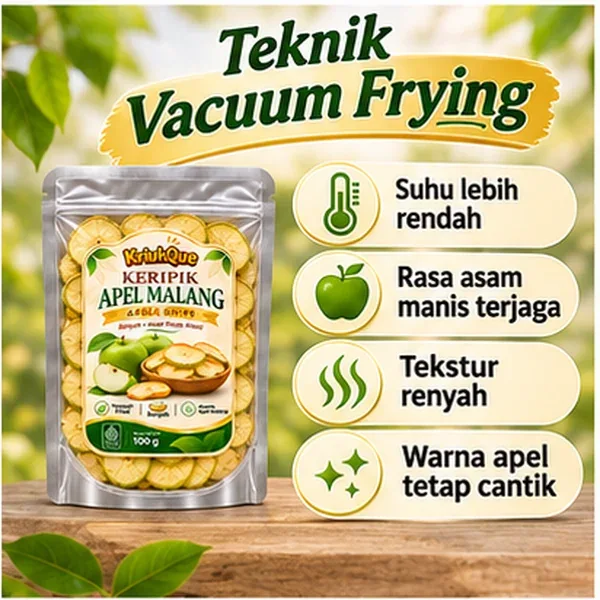 Teknik
Vacuum Frying
Suhu lebih
rendah
Rasa asam
manis terjaga
Tekstur
renyah
Warna apel
tetap cantik
KriukQue
KERIPIK
APEL MALANG
100 g